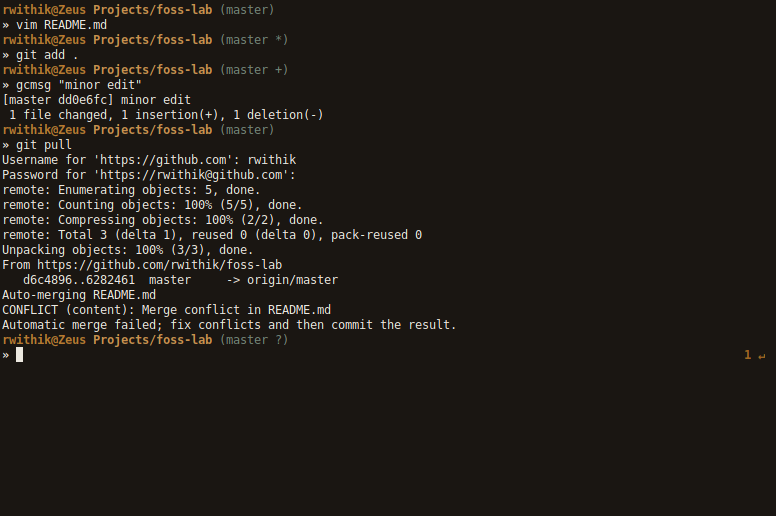 rwithik@Zeus Projects/foss-lab (master)
» vim README.md
rwithik@Zeus Projects/foss-lab (master *)
» git add .
rwithik@Zeus Projects/foss-lab (master +)
» gcmsg "minor edit"
[master dd0e6fc] minor edit
 1 file changed, 1 insertion(+), 1 deletion(-)
rwithik@Zeus Projects/foss-lab (master)
» git pull
Username for 'https://github.com': rwithik
Password for 'https://rwithik@github.com':
remote: Enumerating objects: 5, done.
remote: Counting objects: 100% (5/5), done.
remote: Compressing objects: 100% (2/2), done.
remote: Total 3 (delta 1), reused 0 (delta 0), pack-reused 0
Unpacking objects: 100% (3/3), done.
From https://github.com/rwithik/foss-lab
   d6c4896..6282461  master     -> origin/master
Auto-merging README.md
CONFLICT (content): Merge conflict in README.md
Automatic merge failed; fix conflicts and then commit the result.
rwithik@Zeus Projects/foss-lab (master ?)
» 1 ↵